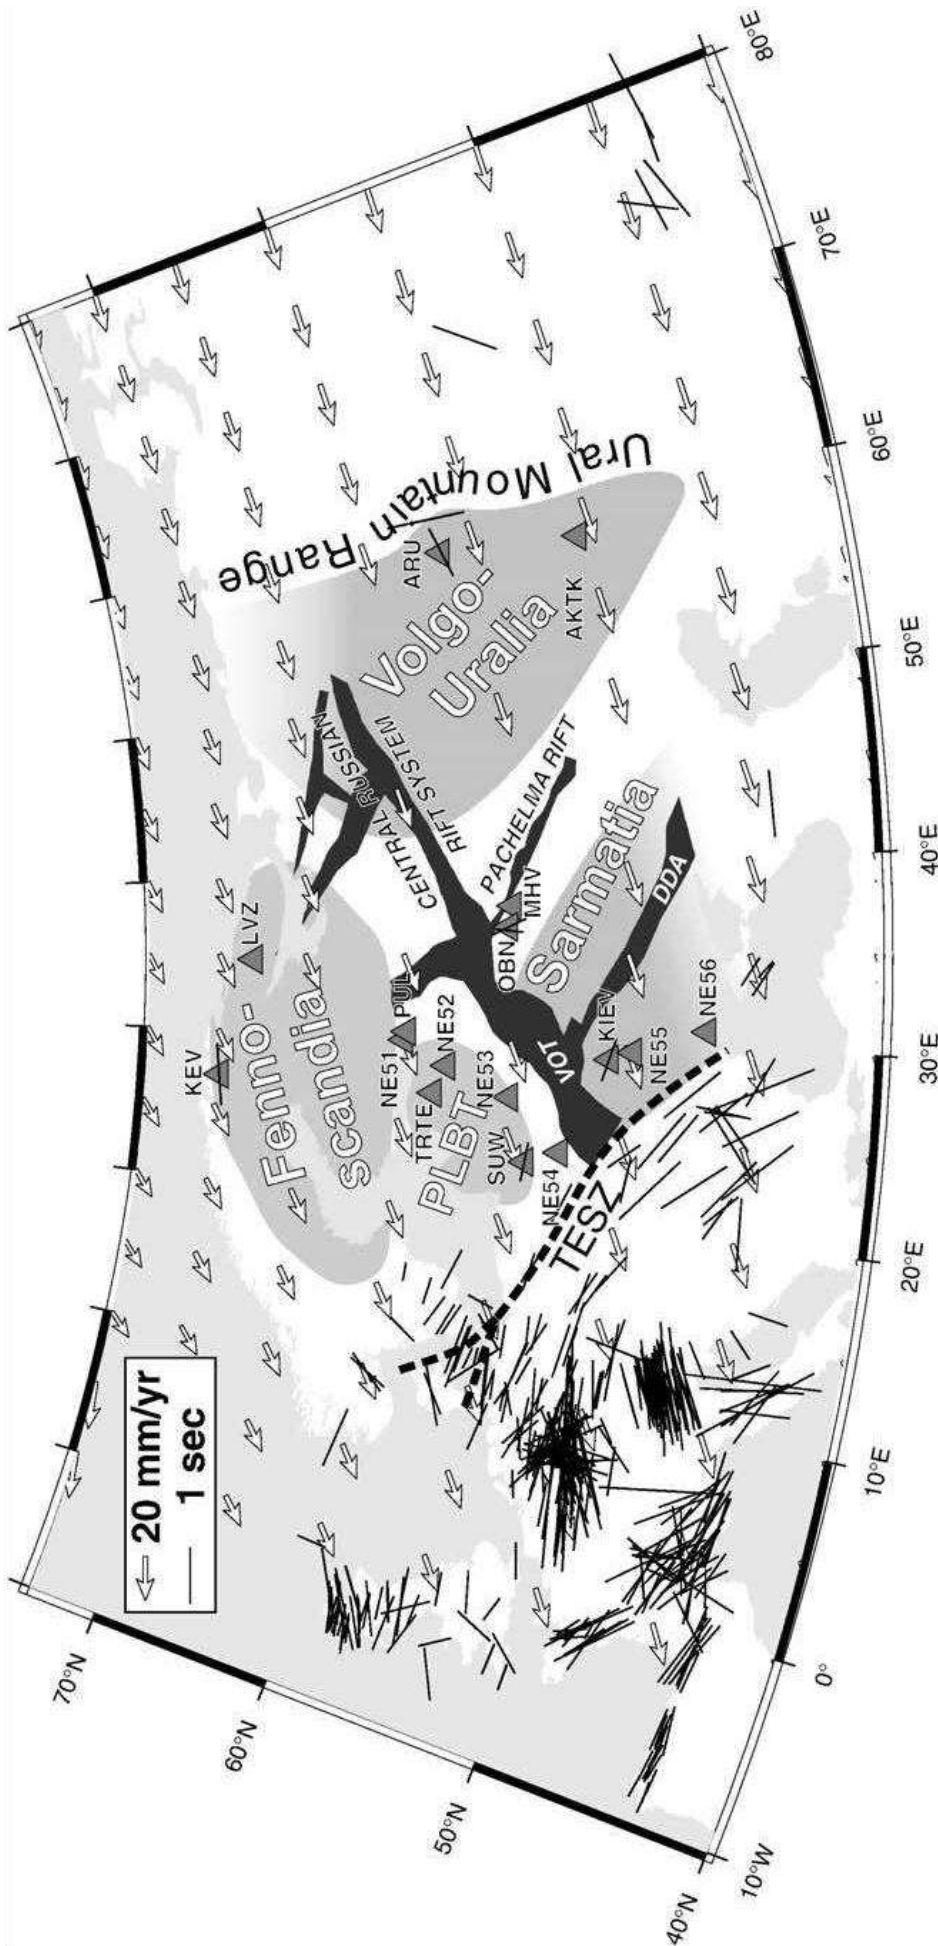 20 mm/yr
1 sec
70°N
60°N
50°N
40°N
10°W
0°
10°E
20°E
30°E
40°E
50°E
60°E
70°E
80°E
Ural Mountain Range
Fenno-
scandia
Volgo-
Uralia
Sarmatia
PLBT
TESZ
VOT
DDA
CENTRAL RUSSIAN
RIFT SYSTEM
PACHELMA RIFT
KEV
LVZ
PUL
NE51
NE52
TRTE
NE53
SUW
NE54
OBN
MHV
KIEV
NE55
NE56
ARU
AKTK